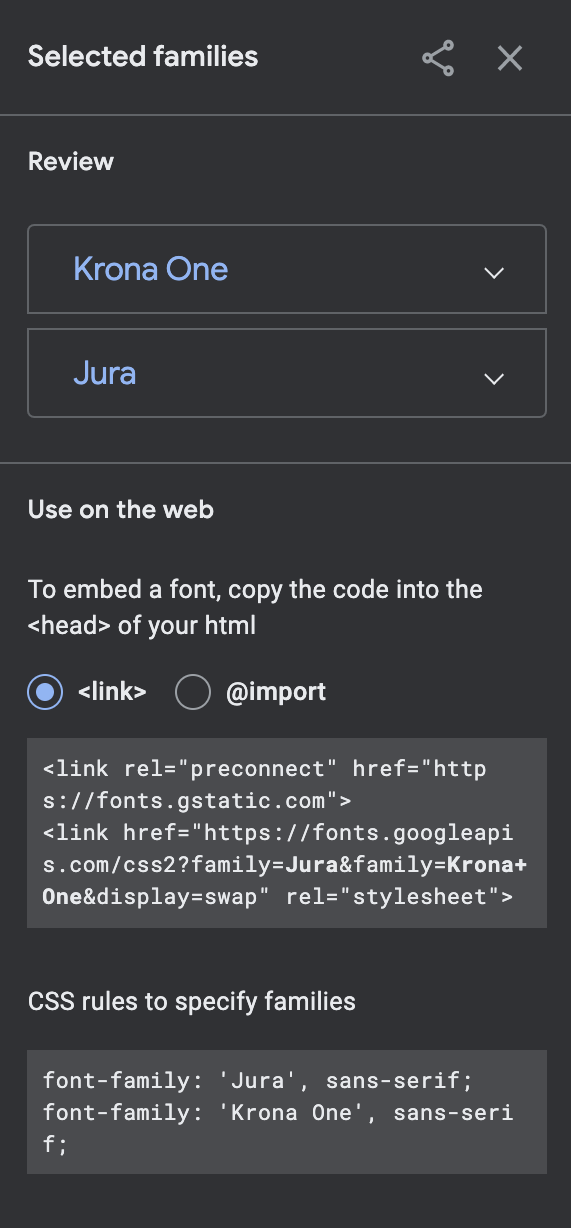 Selected families
Review
Krona One
Jura
Use on the web
To embed a font, copy the code into the
<head> of your html
<link>
@import
<link rel="preconnect" href="http
s://fonts.gstatic.com">
<link href="https://fonts.googleapi
s.com/css2?family=Jura&family=Krona+
One&display=swap" rel="stylesheet">
CSS rules to specify families
font-family: 'Jura', sans-serif;
font-family: 'Krona One', sans-seri
f;